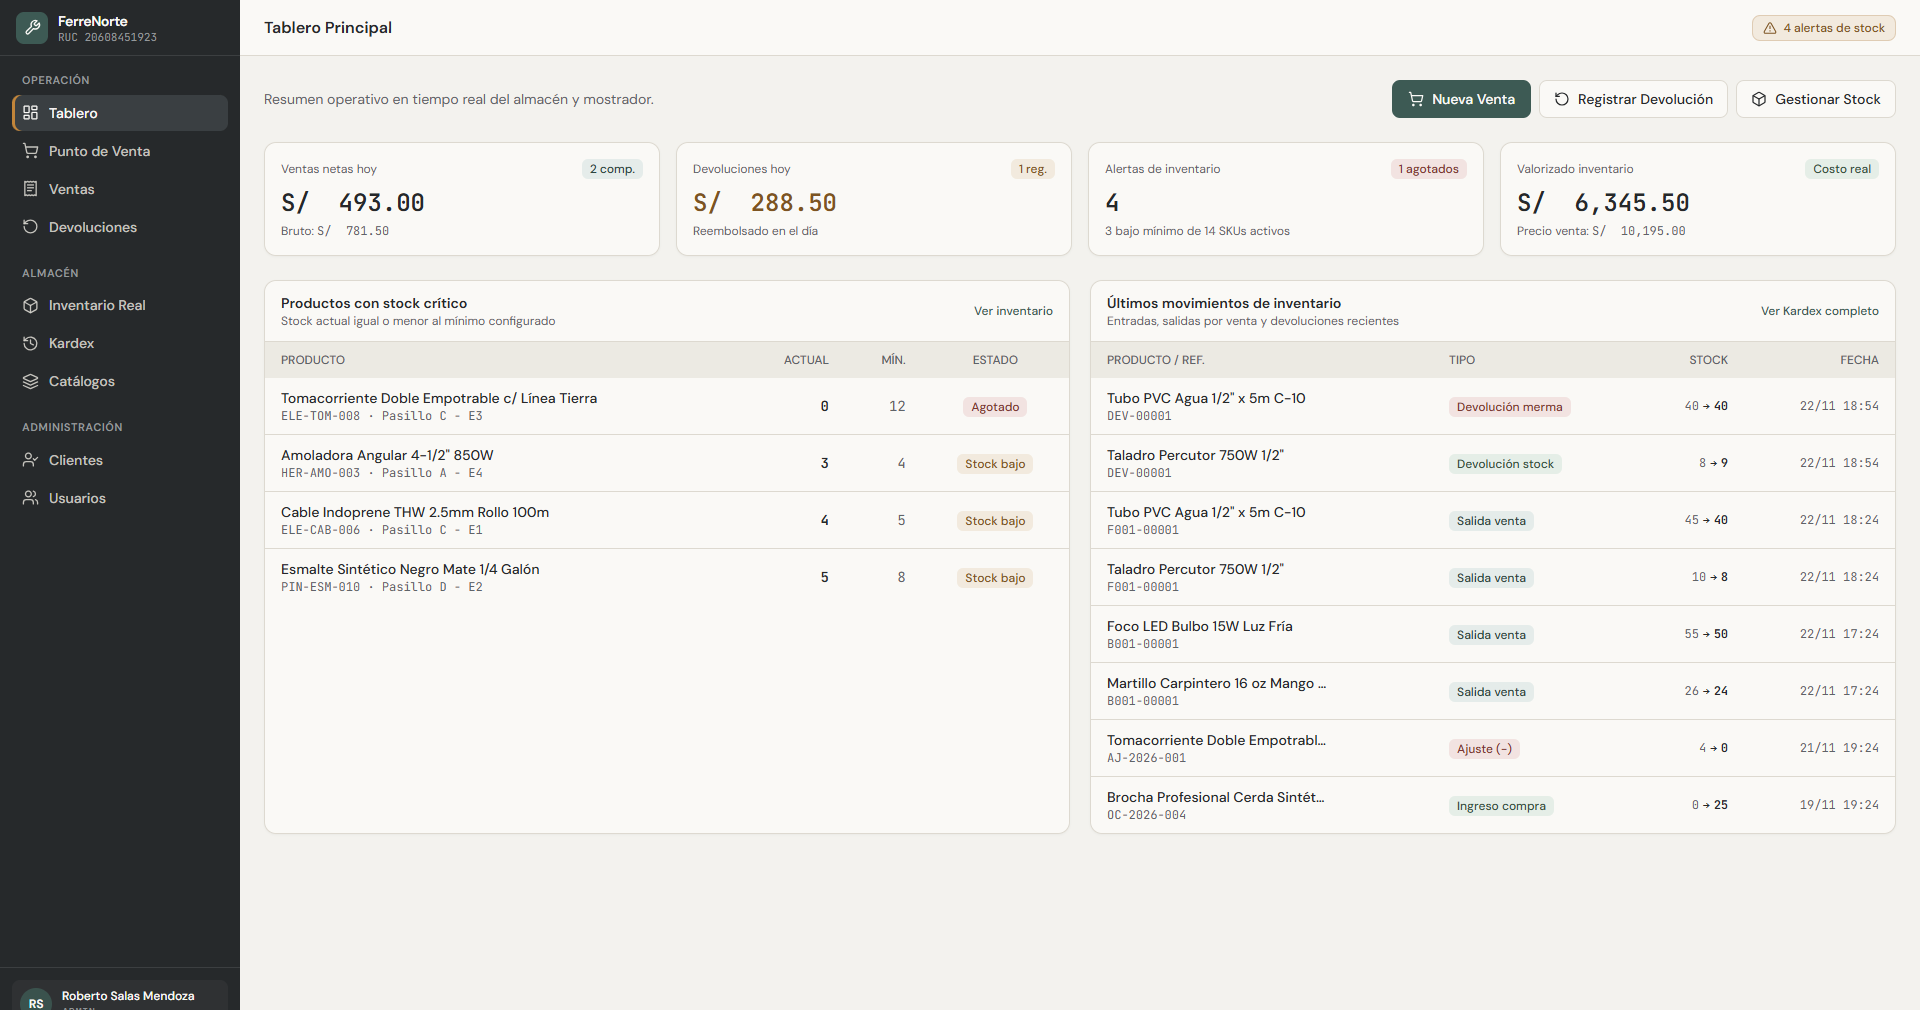 FerreNorte
RUC 20608451923
OPERACIÓN
Tablero
Punto de Venta
Ventas
Devoluciones
ALMACÉN
Inventario Real
Kardex
Catálogos
ADMINISTRACIÓN
Clientes
Usuarios
RS
Roberto Salas Mendoza
Tablero Principal
4 alertas de stock
Resumen operativo en tiempo real del almacén y mostrador.
Nueva Venta
Registrar Devolución
Gestionar Stock
Ventas netas hoy
2 comp.
S/ 493.00
Bruto: S/ 781.50
Devoluciones hoy
1 reg.
S/ 288.50
Reembolsado en el día
Alertas de inventario
1 agotados
4
3 bajo mínimo de 14 SKUs activos
Valorizado inventario
Costo real
S/ 6,345.50
Precio venta: S/ 10,195.00
Productos con stock crítico
Stock actual igual o menor al mínimo configurado
Ver inventario
PRODUCTO ACTUAL MÍN. ESTADO
Tomacorriente Doble Empotrable c/ Línea Tierra
ELE-TOM-008 · Pasillo C - E3
0 12 Agotado
Amoladora Angular 4-1/2" 850W
HER-AMO-003 · Pasillo A - E4
3 4 Stock bajo
Cable Indoprene THW 2.5mm Rollo 100m
ELE-CAB-006 · Pasillo C - E1
4 5 Stock bajo
Esmalte Sintético Negro Mate 1/4 Galón
PIN-ESM-010 · Pasillo D - E2
5 8 Stock bajo
Últimos movimientos de inventario
Entradas, salidas por venta y devoluciones recientes
Ver Kardex completo
PRODUCTO / REF. TIPO STOCK FECHA
Tubo PVC Agua 1/2" x 5m C-10
DEV-00001
Devolución merma 40 → 40 22/11 18:54
Taladro Percutor 750W 1/2"
DEV-00001
Devolución stock 8 → 9 22/11 18:54
Tubo PVC Agua 1/2" x 5m C-10
F001-00001
Salida venta 45 → 40 22/11 18:24
Taladro Percutor 750W 1/2"
F001-00001
Salida venta 10 → 8 22/11 18:24
Foco LED Bulbo 15W Luz Fría
B001-00001
Salida venta 55 → 50 22/11 17:24
Martillo Carpintero 16 oz Mango ...
B001-00001
Salida venta 26 → 24 22/11 17:24
Tomacorriente Doble Empotrabl...
AJ-2026-001
Ajuste (-) 4 → 0 21/11 19:24
Brocha Profesional Cerda Sintét...
OC-2026-004
Ingreso compra 0 → 25 19/11 19:24